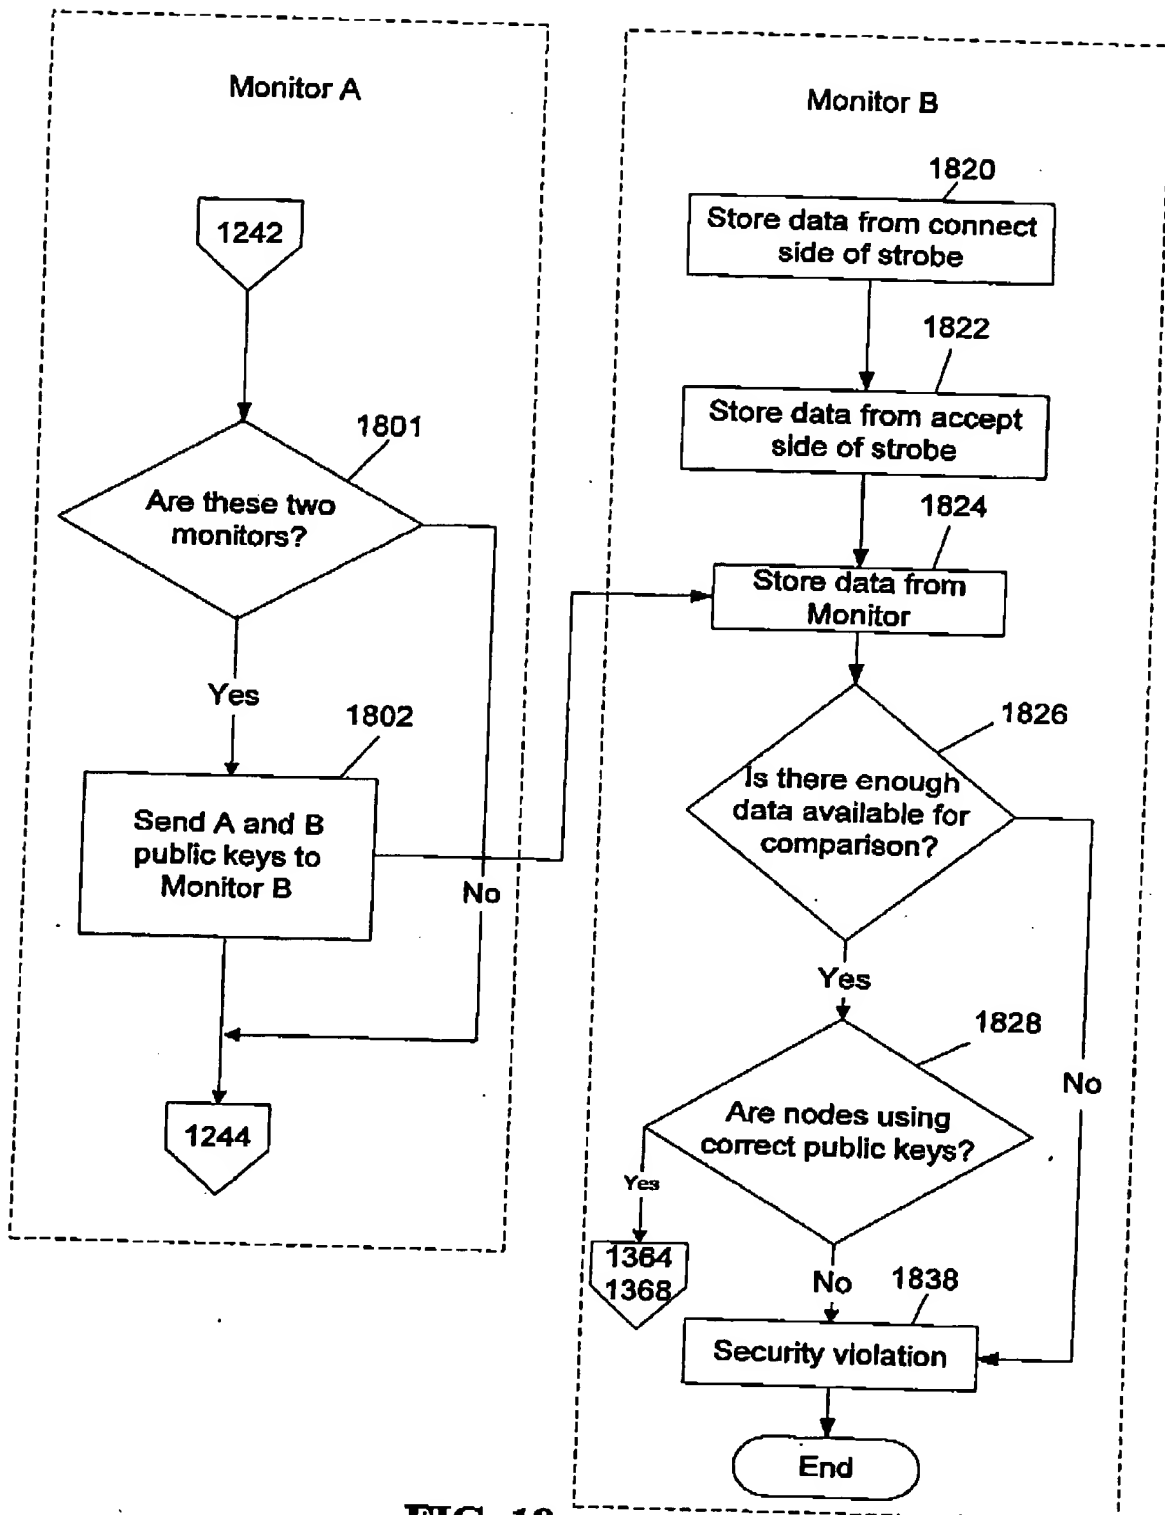 Monitor A
1242
1801
Are these two
monitors?
Yes
1802
Send A and B
public keys to
Monitor B
No
1244
Monitor B
1820
Store data from connect
side of strobe
1822
Store data from accept
side of strobe
1824
Store data from
Monitor
1826
Is there enough
data available for
comparison?
Yes
No
1828
Are nodes using
correct public keys?
Yes
1364
1368
No
1838
Security violation
End